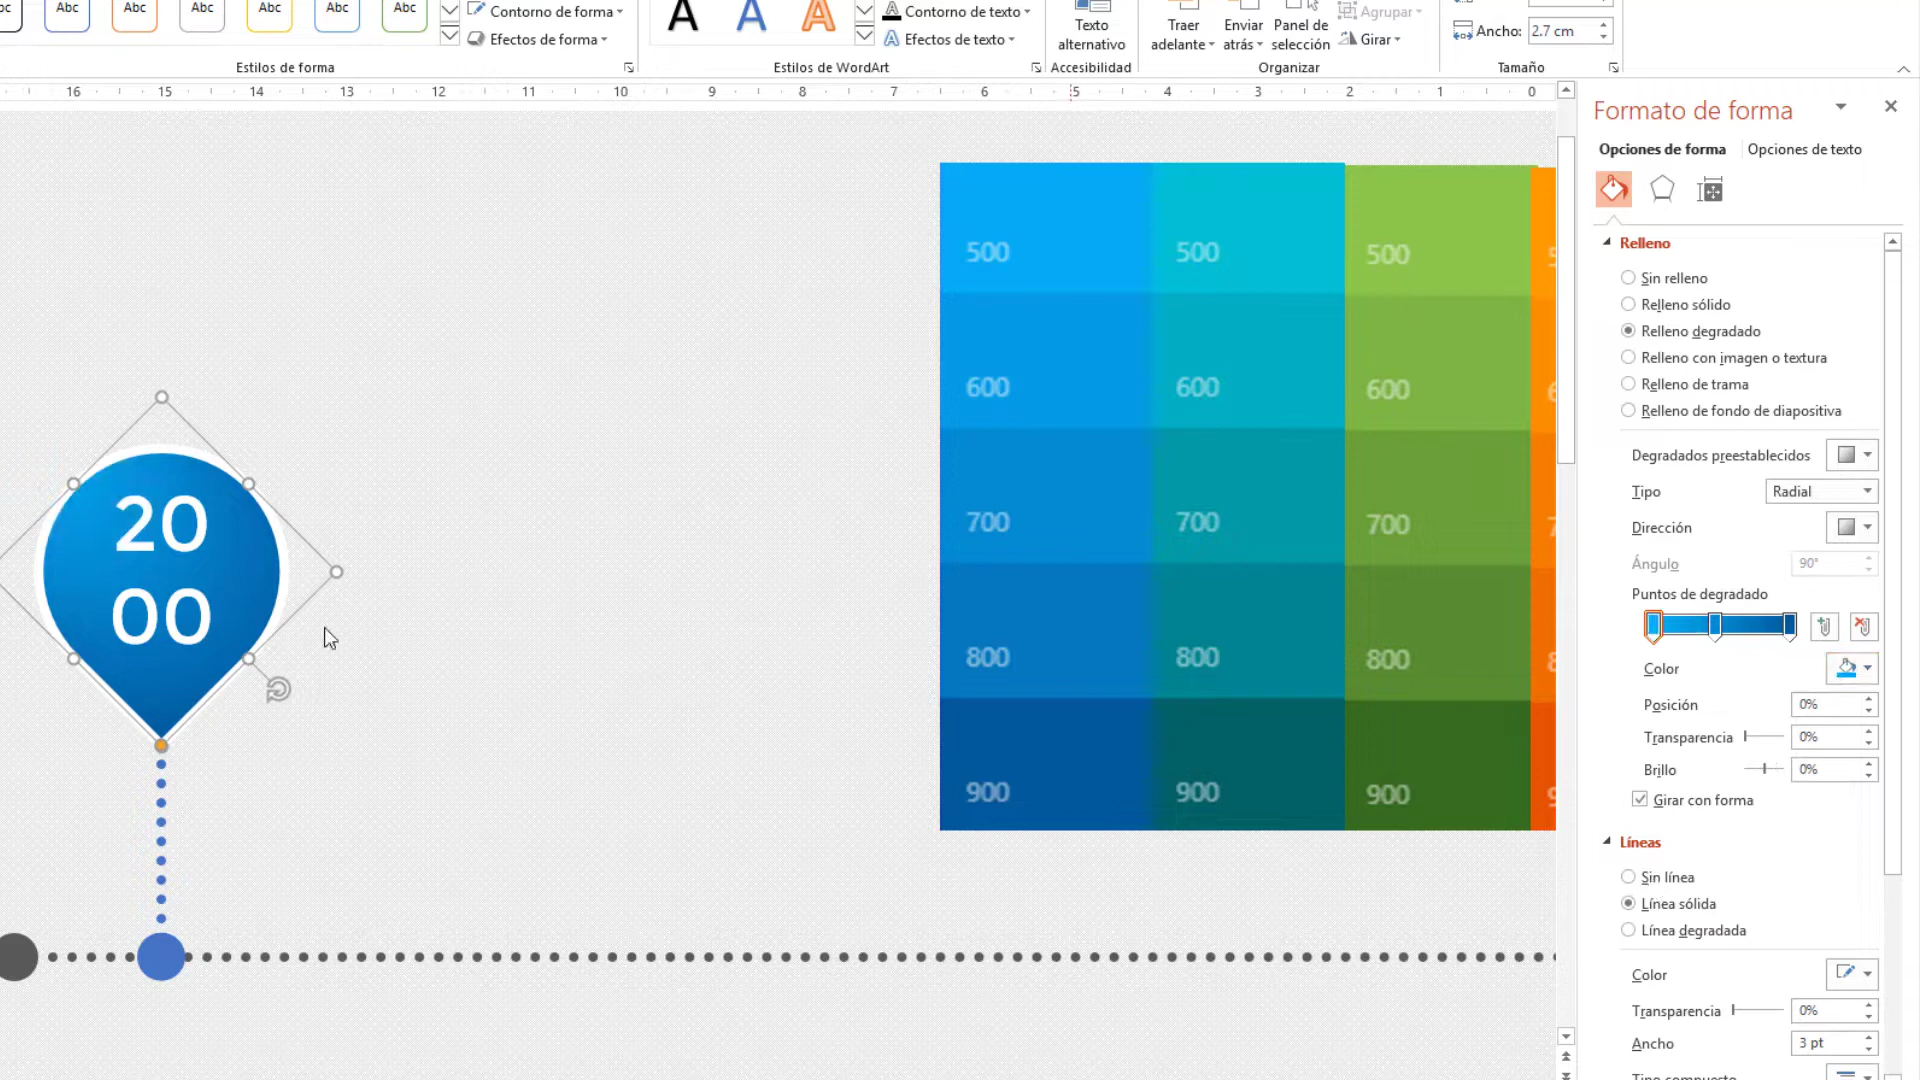 Abc Abc Abc Abc Abc Abc
Contorno de forma
Efectos de forma
Estilos de forma
A A A
Contorno de texto
Efectos de texto
Estilos de WordArt
Texto alternativo
Accesibilidad
Traer adelante
Enviar atrás
Panel de selección
Agrupar
Girar
Organizar
Ancho: 2.7 cm
Tamaño
16 15 14 13 12 11 10 9 8 7 6 5 4 3 2 1 0
20
00
500 500 500
600 600 600
700 700 700
800 800 800
900 900 900
Formato de forma
Opciones de forma Opciones de texto
Relleno
Sin relleno
Relleno sólido
Relleno degradado
Relleno con imagen o textura
Relleno de trama
Relleno de fondo de diapositiva
Degradados preestablecidos
Tipo Radial
Dirección
Ángulo 90°
Puntos de degradado
Color
Posición 0%
Transparencia 0%
Brillo 0%
Girar con forma
Líneas
Sin línea
Línea sólida
Línea degradada
Color
Transparencia 0%
Ancho 3 pt